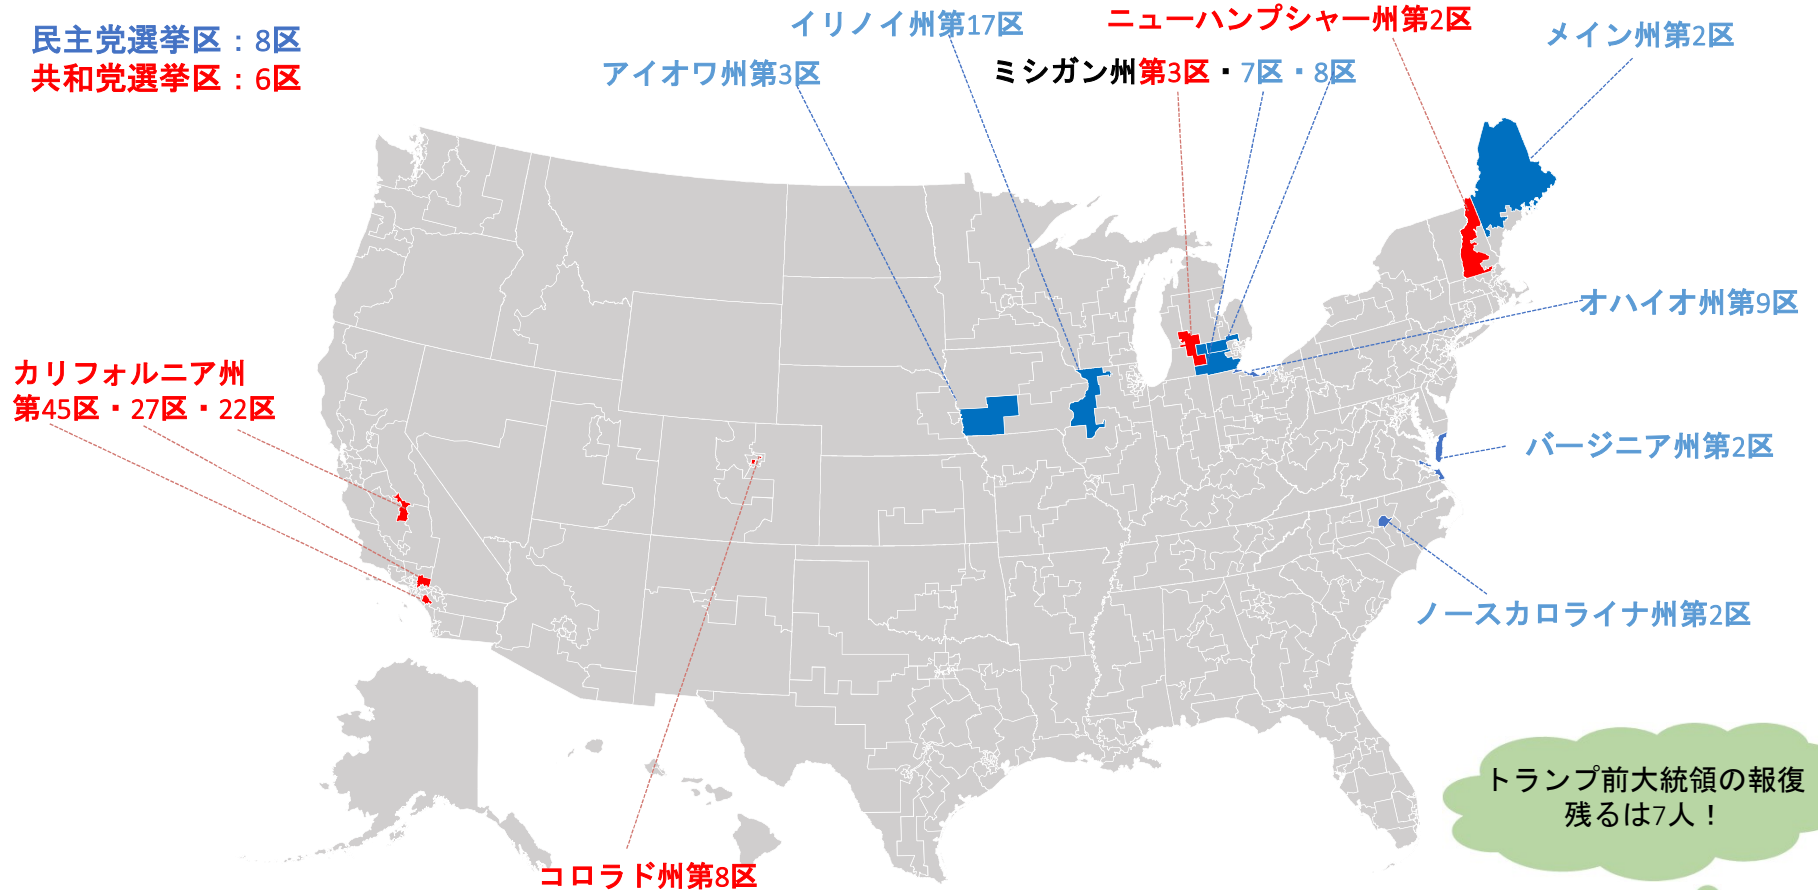 民主党選挙区：8区
共和党選挙区：6区
イリノイ州第17区
ニューハンプシャー州第2区
メイン州第2区
アイオワ州第3区
ミシガン州第3区・7区・8区
オハイオ州第9区
カリフォルニア州
第45区・27区・22区
バージニア州第2区
ノースカロライナ州第2区
トランプ前大統領の報復
残るは7人！
コロラド州第8区